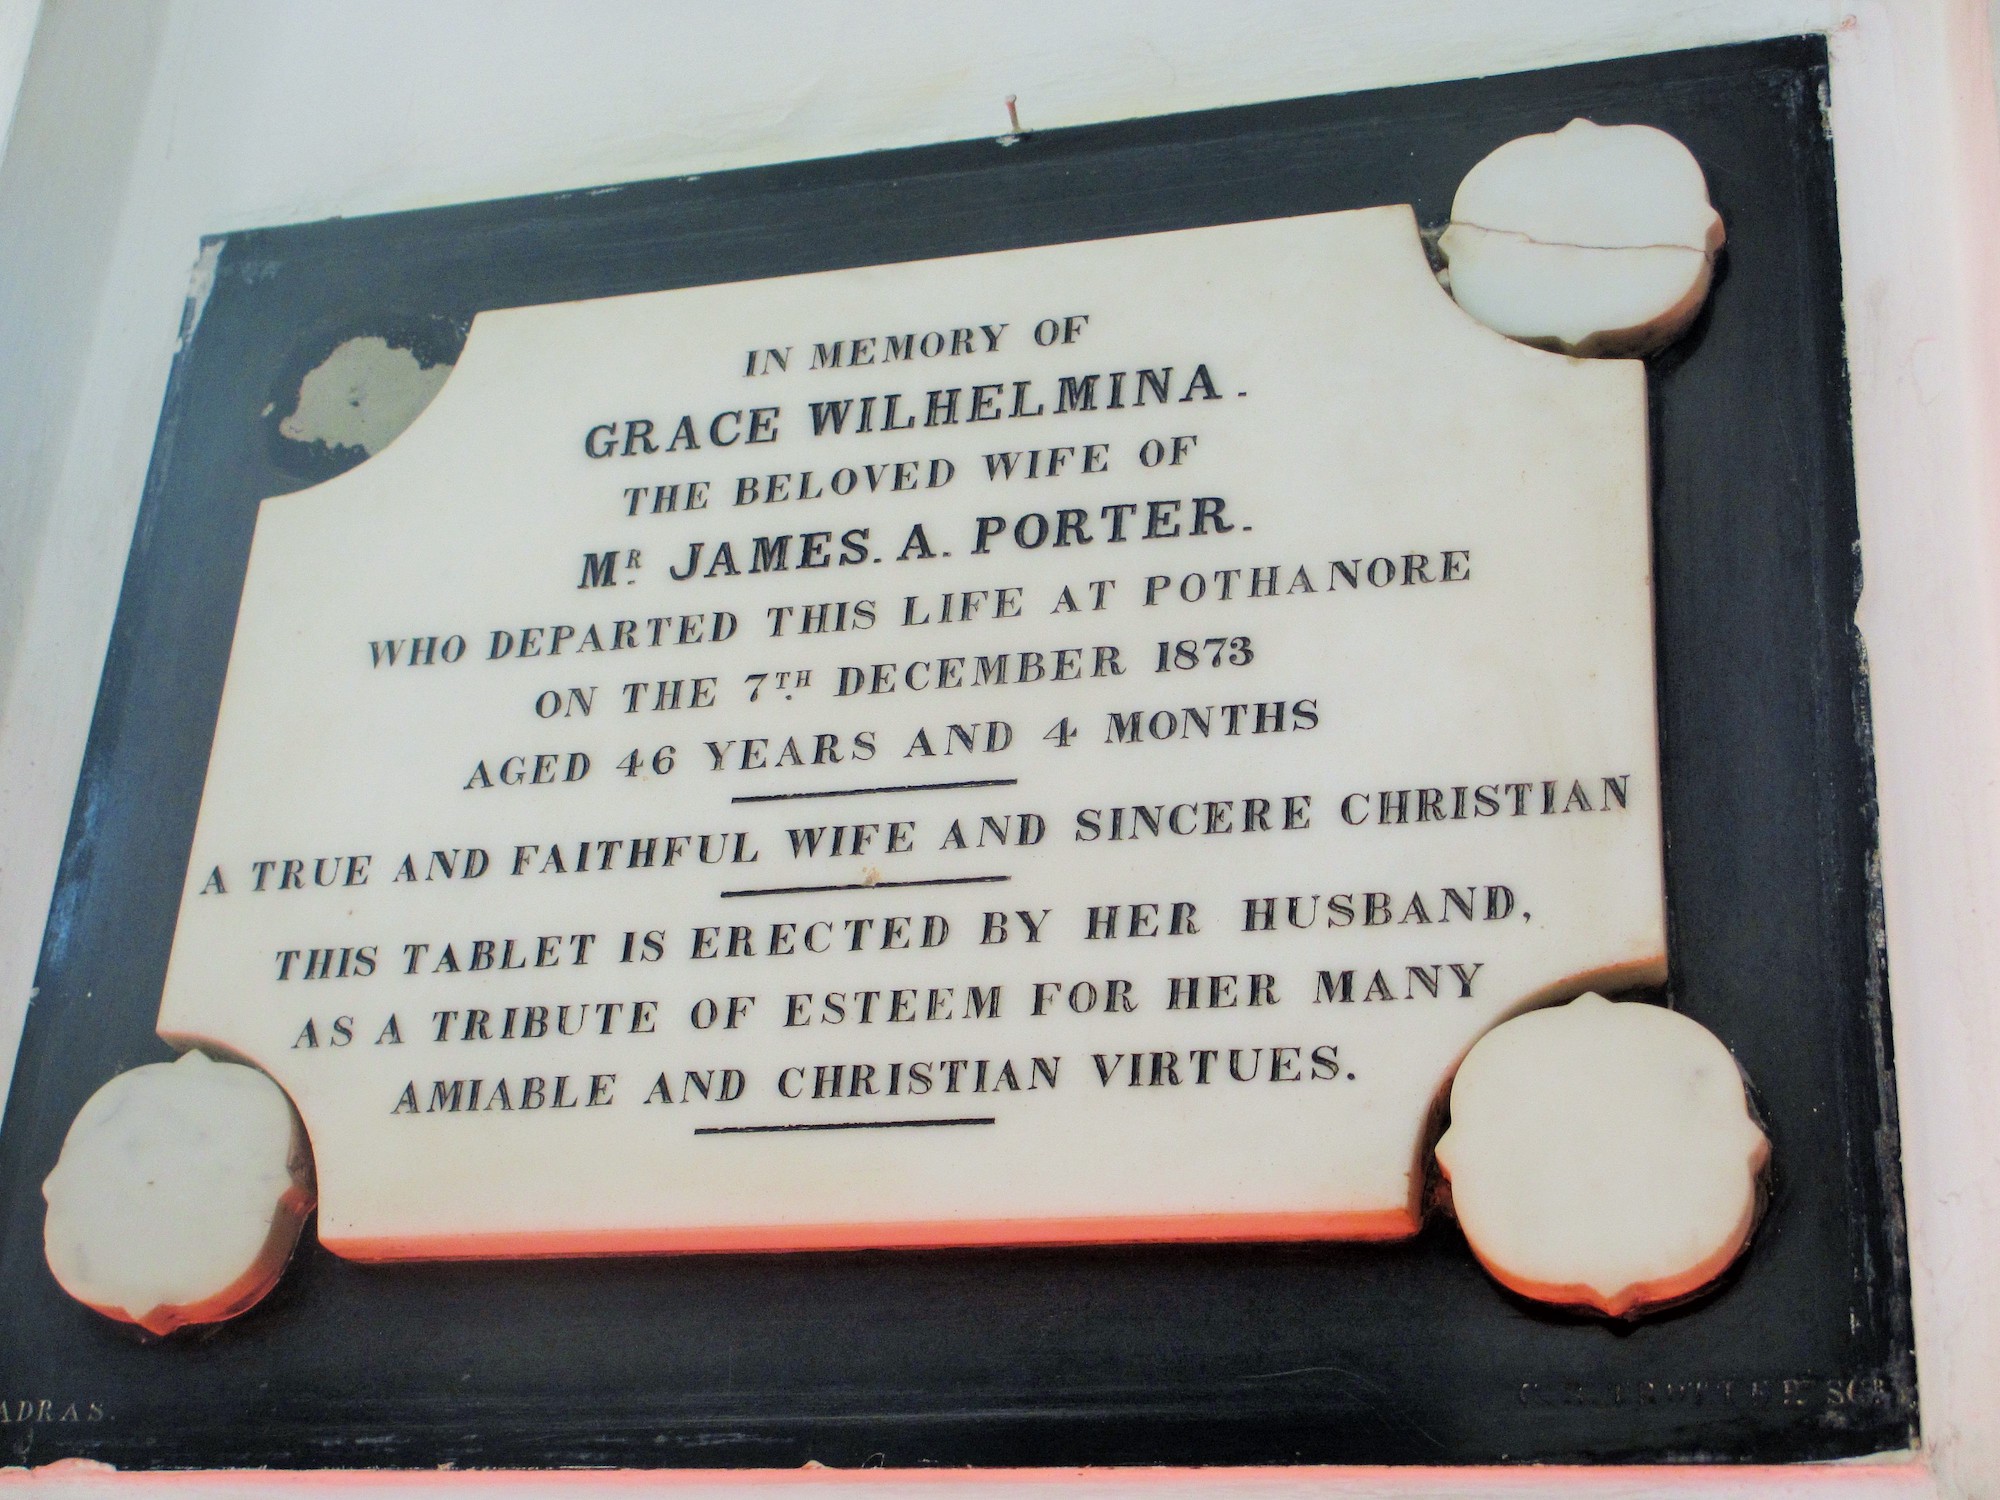 IN MEMORY OF
GRACE WILHELMINA.
THE BELOVED WIFE OF
MR. JAMES. A. PORTER.
WHO DEPARTED THIS LIFE AT POTHANORE
ON THE 7TH. DECEMBER 1873
AGED 46 YEARS AND 4 MONTHS
A TRUE AND FAITHFUL WIFE AND SINCERE CHRISTIAN
THIS TABLET IS ERECTED BY HER HUSBAND,
AS A TRIBUTE OF ESTEEM FOR HER MANY
AMIABLE AND CHRISTIAN VIRTUES.
ADRAS.